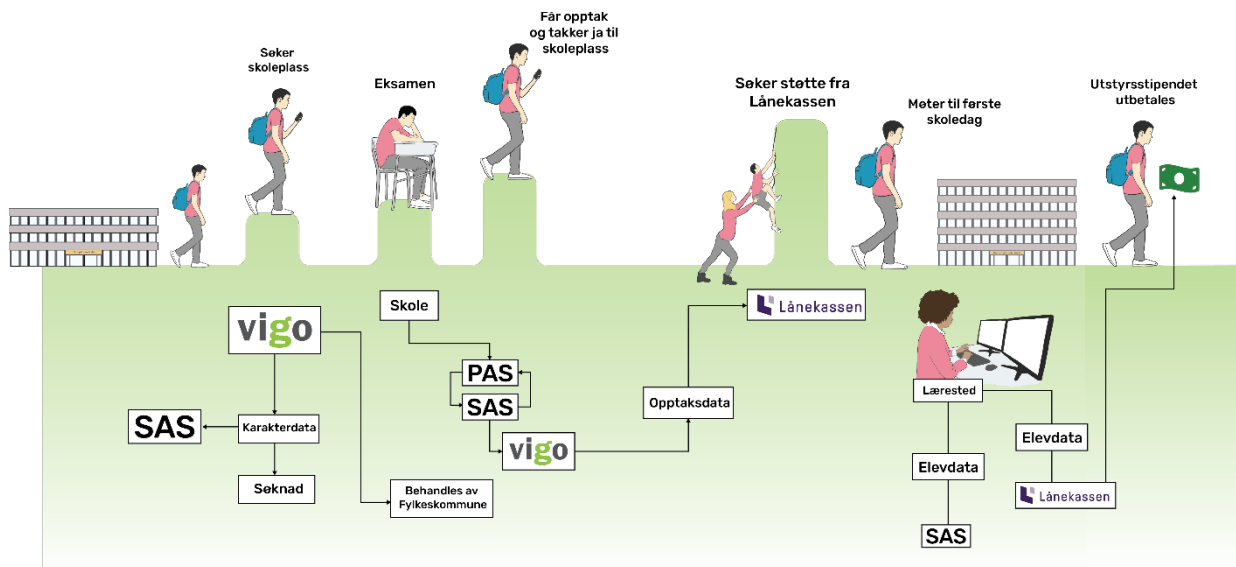 Får opptak
og takker ja til
skoleplass
Søker
skoleplass
Eksamen
Søker støtte fra
Lånekassen
Møter til første
skoledag
Utstyrsstipendet
utbetales
vigo
Skole
Lånekassen
PAS
SAS
Lærested
Opptaksdata
SAS
Karakterdata
vigo
Elevdata
Elevdata
Søknad
Behandles av
Fylkeskommune
Lånekassen
SAS